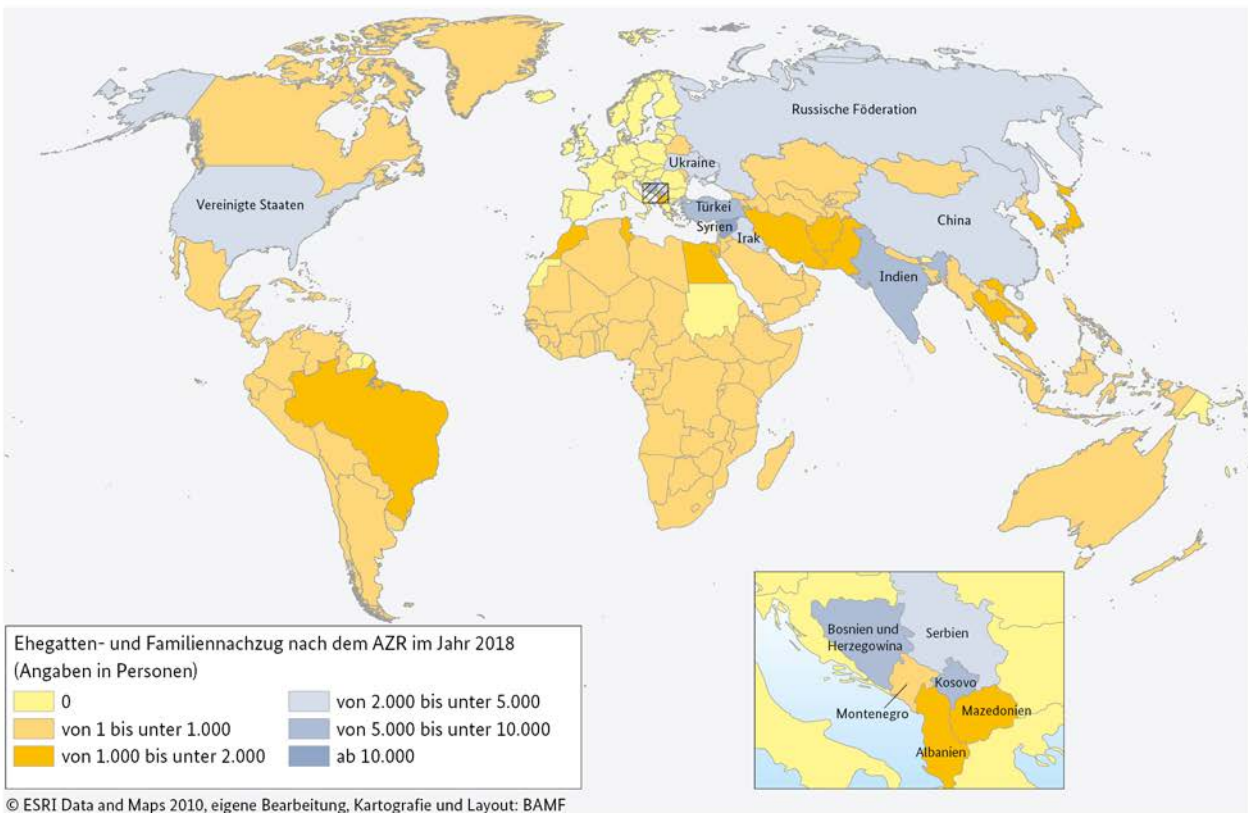 Russische Föderation
Ukraine
Vereinigte Staaten
Türkei
China
Syrien
Irak
Indien
Ehegatten- und Familiennachzug nach dem AZR im Jahr 2018
(Angaben in Personen)
0
von 1 bis unter 1.000
von 1.000 bis unter 2.000
von 2.000 bis unter 5.000
von 5.000 bis unter 10.000
ab 10.000
Bosnien und
Herzegowina
Serbien
Kosovo
Montenegro
Mazedonien
Albanien
© ESRI Data and Maps 2010, eigene Bearbeitung, Kartografie und Layout: BAMF